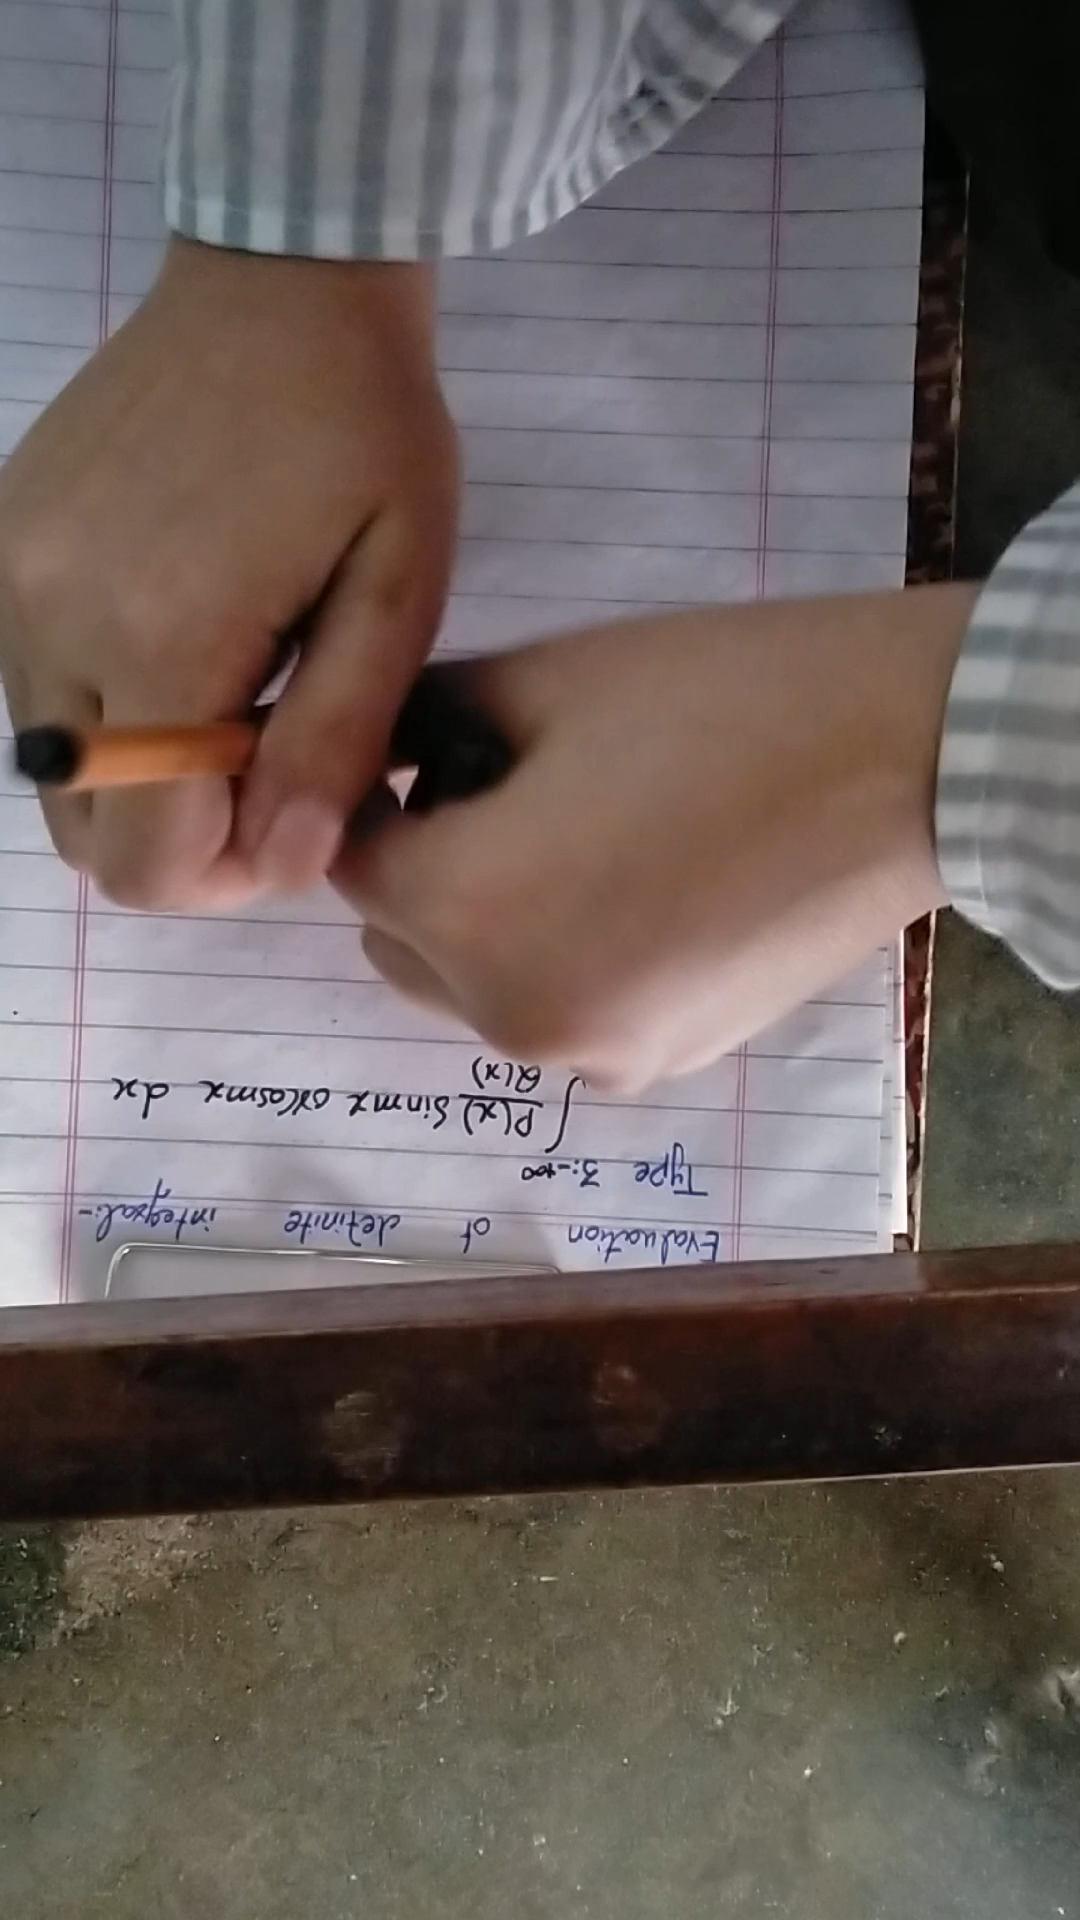 Evaluation of definite integral:-
Type 3:- +∞
∫ P(x)/Q(x) Sinmx or Cosmx dx